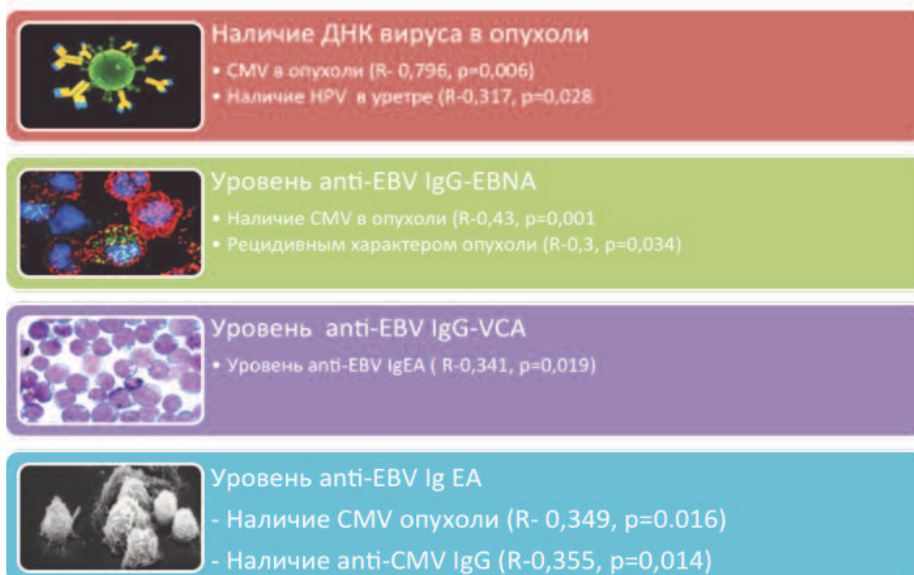 Наличие ДНК вируса в опухоли
• CMV в опухоли (R- 0,796, p=0,006)
• Наличие HPV в уретре (R-0,317, p=0,028
Уровень anti-EBV IgG-EBNA
• Наличие CMV в опухоли (R-0,43, p=0,001
• Рецидивным характером опухоли (R-0,3, p=0,034)
Уровень anti-EBV IgG-VCA
• Уровень anti-EBV IgEA ( R-0,341, p=0,019)
Уровень anti-EBV Ig EA
- Наличие CMV опухоли (R- 0,349, p=0.016)
- Наличие anti-CMV IgG (R-0,355, p=0,014)